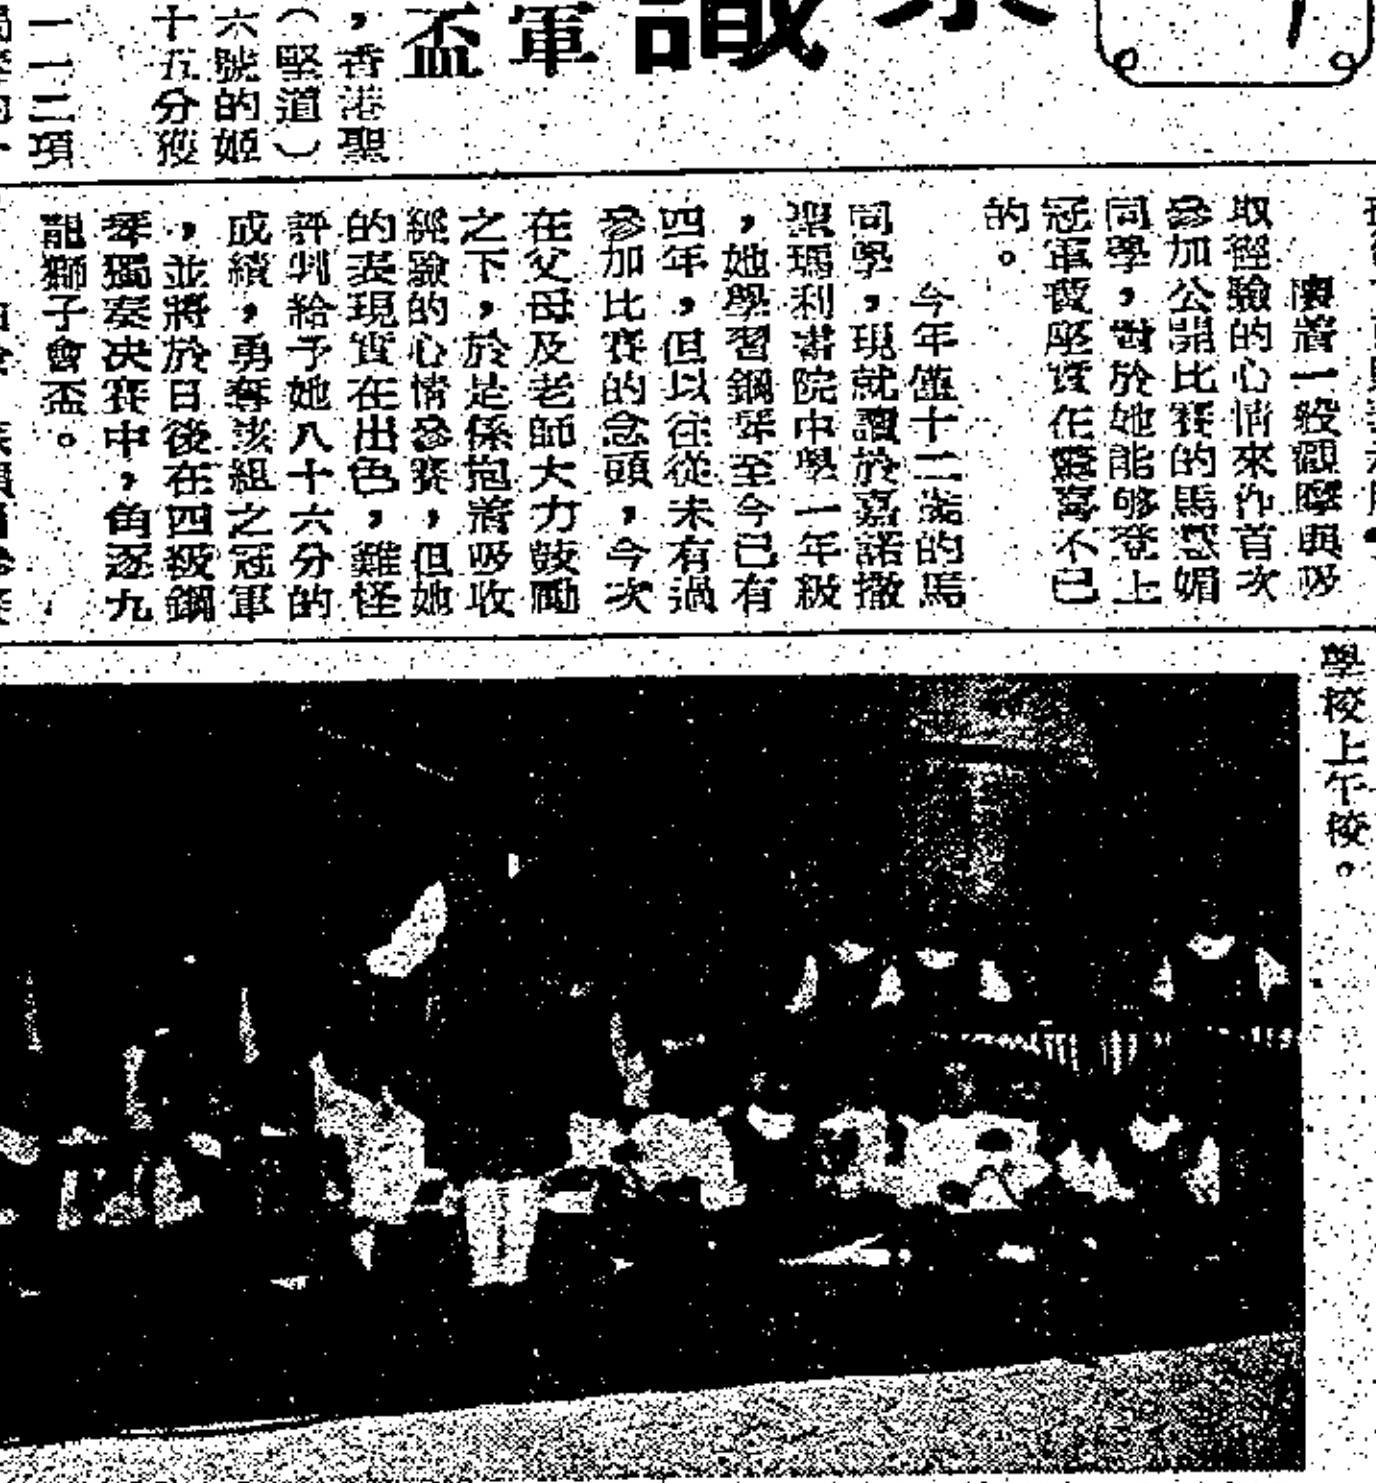 識
軍
盃
，香港聖
（堅道）
六號的姬
十五分獲
一一二項
懷着一般觀摩與吸
取經驗的心情來作首次
參加公開比賽的馬慧媚
同學，對於她能够登上
冠軍寶座實在驚喜不已
的。
今年僅十二歲的馬
同學，現就讀於嘉諾撒
聖瑪利書院中學一年級
，她學習鋼琴至今已有
四年，但以往從未有過
參加比賽的念頭，今次
在父母及老師大力鼓勵
之下，於是係抱着吸收
經驗的心情參賽，但她
的表現實在出色，難怪
評判給予她八十六分的
成績，勇奪該組之冠軍
，並將於日後在四級鋼
琴獨奏決賽中，角逐九
龍獅子會盃。
學校上午校。